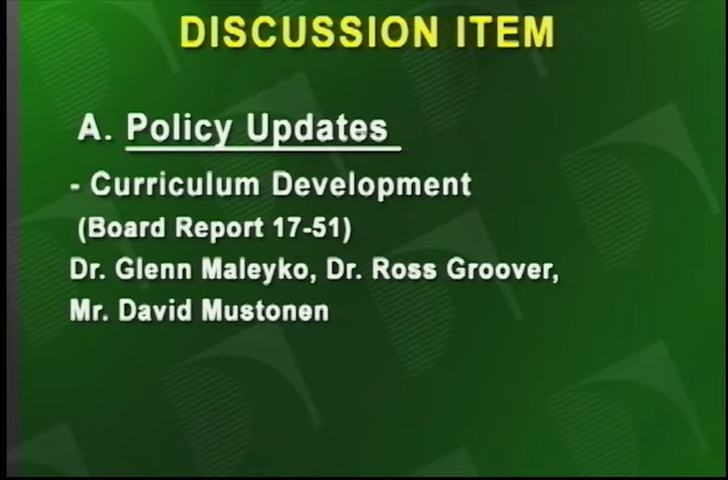 DISCUSSION ITEM
A. Policy Updates
- Curriculum Development
(Board Report 17-51)
Dr. Glenn Maleyko, Dr. Ross Groover,
Mr. David Mustonen